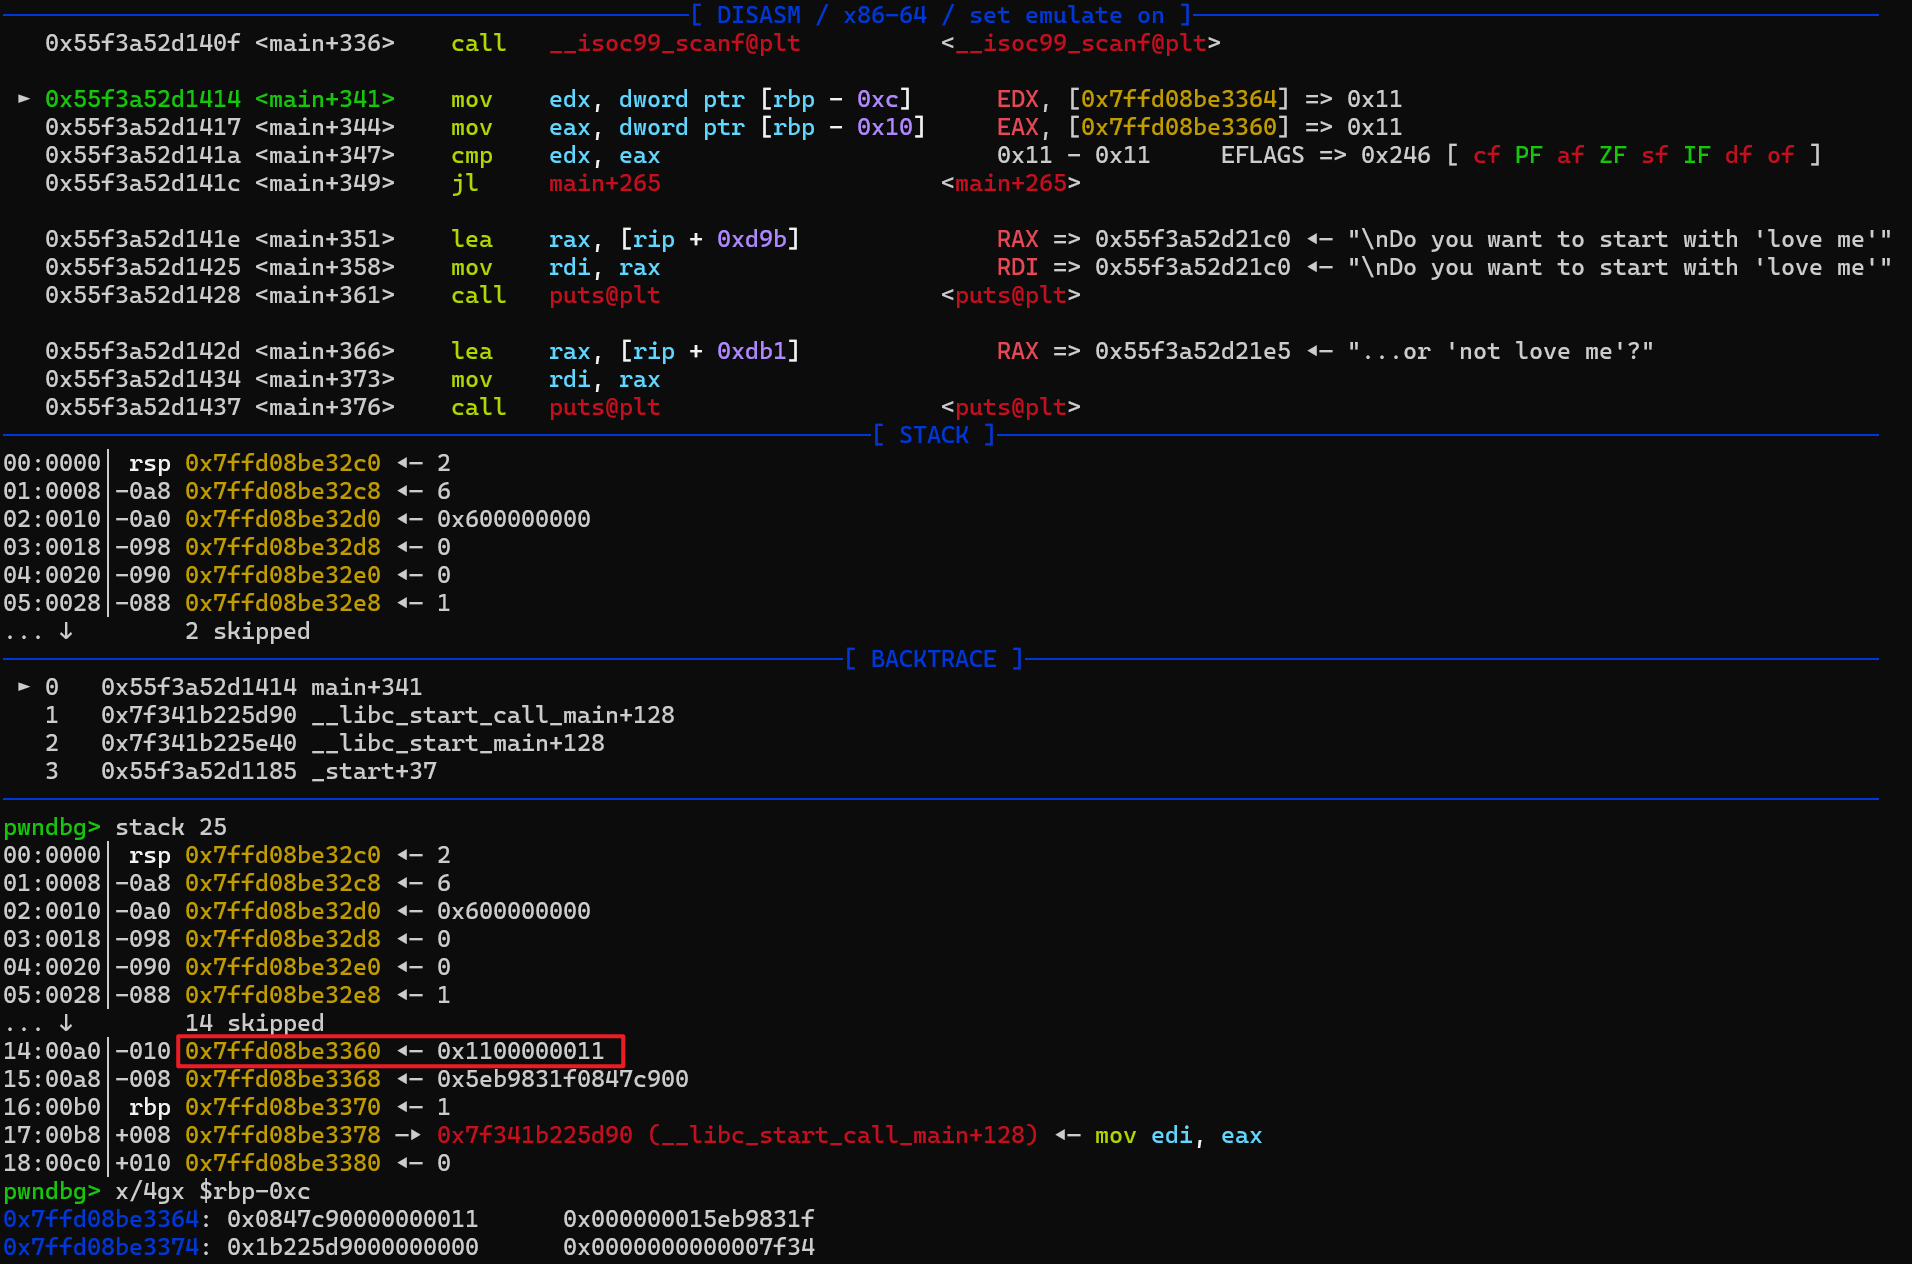 [ DISASM / x86-64 / set emulate on ]
0x55f3a52d140f <main+336>    call   __isoc99_scanf@plt          <__isoc99_scanf@plt>
► 0x55f3a52d1414 <main+341>    mov    edx, dword ptr [rbp - 0xc]      EDX, [0x7ffd08be3364] => 0x11
0x55f3a52d1417 <main+344>    mov    eax, dword ptr [rbp - 0x10]     EAX, [0x7ffd08be3360] => 0x11
0x55f3a52d141a <main+347>    cmp    edx, eax                        0x11 - 0x11     EFLAGS => 0x246 [ cf PF af ZF sf IF df of ]
0x55f3a52d141c <main+349>    jl     main+265                    <main+265>
0x55f3a52d141e <main+351>    lea    rax, [rip + 0xd9b]              RAX => 0x55f3a52d21c0 ◂— "\nDo you want to start with 'love me'"
0x55f3a52d1425 <main+358>    mov    rdi, rax                        RDI => 0x55f3a52d21c0 ◂— "\nDo you want to start with 'love me'"
0x55f3a52d1428 <main+361>    call   puts@plt                    <puts@plt>
0x55f3a52d142d <main+366>    lea    rax, [rip + 0xdb1]              RAX => 0x55f3a52d21e5 ◂— "...or 'not love me'?"
0x55f3a52d1434 <main+373>    mov    rdi, rax
0x55f3a52d1437 <main+376>    call   puts@plt                    <puts@plt>
[ STACK ]
00:0000│ rsp 0x7ffd08be32c0 ◂— 2
01:0008│-0a8 0x7ffd08be32c8 ◂— 6
02:0010│-0a0 0x7ffd08be32d0 ◂— 0x600000000
03:0018│-098 0x7ffd08be32d8 ◂— 0
04:0020│-090 0x7ffd08be32e0 ◂— 0
05:0028│-088 0x7ffd08be32e8 ◂— 1
... ↓        2 skipped
[ BACKTRACE ]
► 0   0x55f3a52d1414 main+341
1   0x7f341b225d90 __libc_start_call_main+128
2   0x7f341b225e40 __libc_start_main+128
3   0x55f3a52d1185 _start+37
pwndbg> stack 25
00:0000│ rsp 0x7ffd08be32c0 ◂— 2
01:0008│-0a8 0x7ffd08be32c8 ◂— 6
02:0010│-0a0 0x7ffd08be32d0 ◂— 0x600000000
03:0018│-098 0x7ffd08be32d8 ◂— 0
04:0020│-090 0x7ffd08be32e0 ◂— 0
05:0028│-088 0x7ffd08be32e8 ◂— 1
... ↓        14 skipped
14:00a0│-010 0x7ffd08be3360 ◂— 0x1100000011
15:00a8│-008 0x7ffd08be3368 ◂— 0x5eb9831f0847c900
16:00b0│ rbp 0x7ffd08be3370 ◂— 1
17:00b8│+008 0x7ffd08be3378 —▸ 0x7f341b225d90 (__libc_start_call_main+128) ◂— mov edi, eax
18:00c0│+010 0x7ffd08be3380 ◂— 0
pwndbg> x/4gx $rbp-0xc
0x7ffd08be3364: 0x0847c90000000011      0x000000015eb9831f
0x7ffd08be3374: 0x1b225d9000000000      0x0000000000007f34